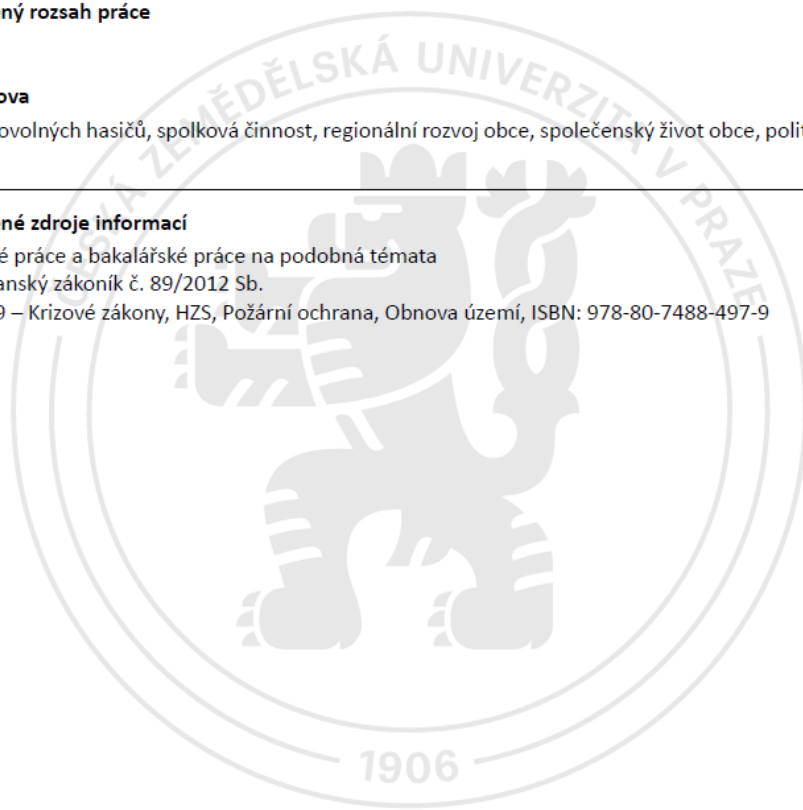 ný rozsah práce
ova
ovolných hasičů, spolková činnost, regionální rozvoj obce, společenský život obce, polit
né zdroje informací
é práce a bakalářské práce na podobná témata
anský zákoník č. 89/2012 Sb.
9 – Krizové zákony, HZS, Požární ochrana, Obnova území, ISBN: 978-80-7488-497-9
ČESKÁ ZEMĚDĚLSKÁ UNIVERZITA V PRAZE
1906